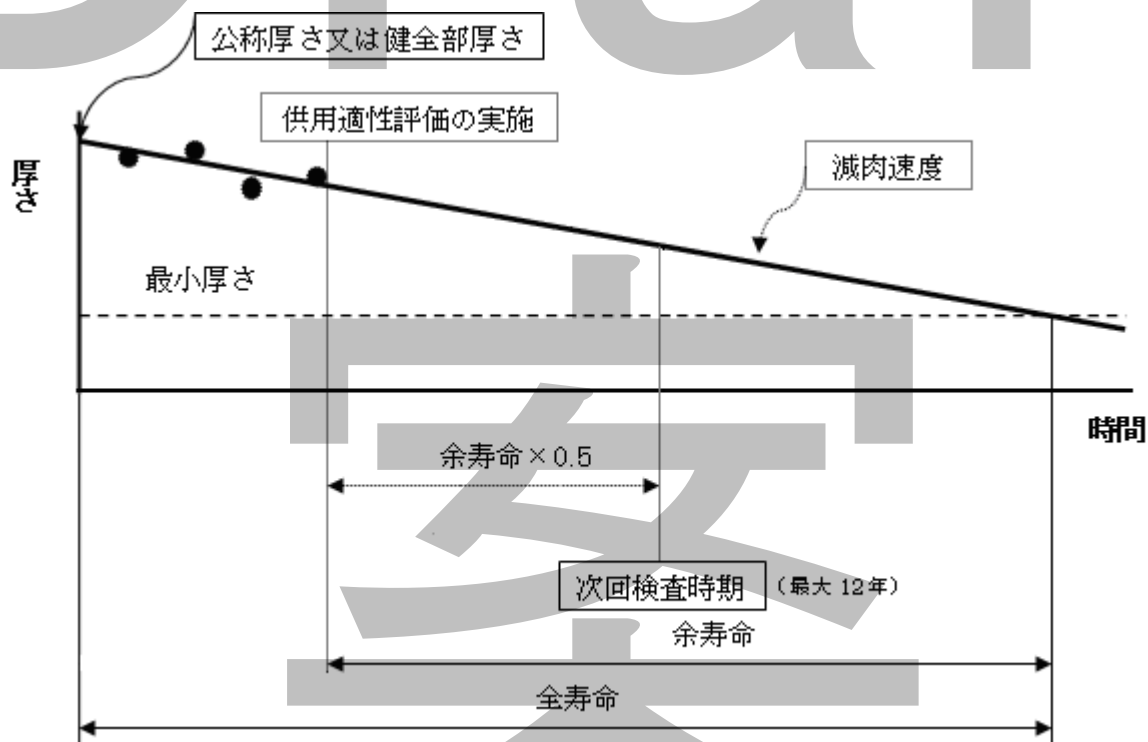 公称厚さ又は健全部厚さ
供用適性評価の実施
減肉速度
厚さ
最小厚さ
時間
余寿命×0.5
次回検査時期 (最大 12年)
余寿命
全寿命